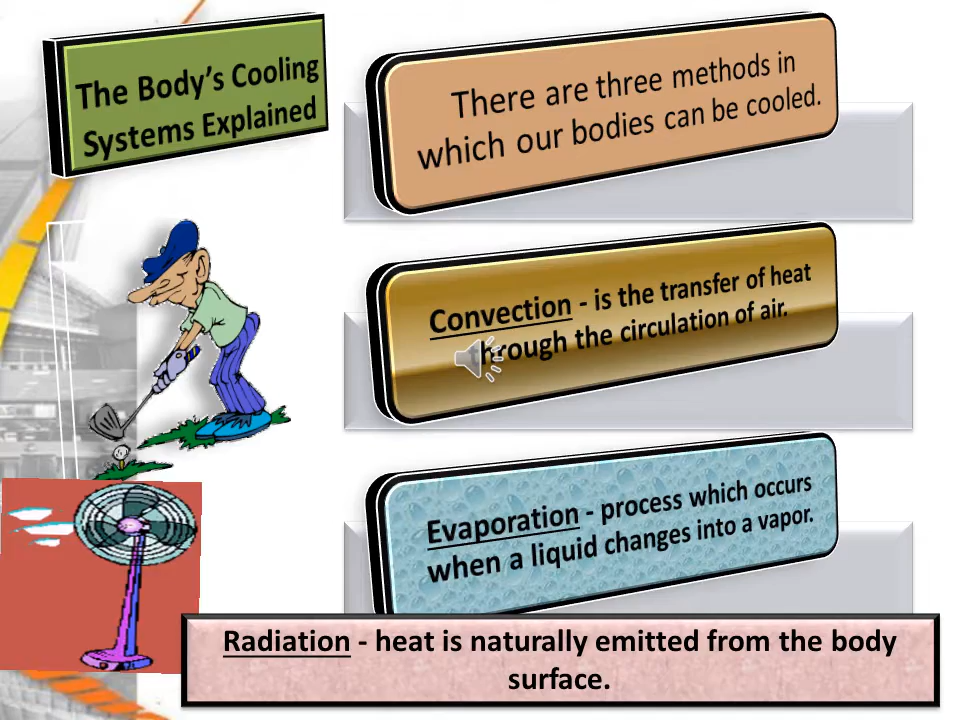 The Body's Cooling
Systems Explained
There are three methods in
which our bodies can be cooled.
Convection - is the transfer of heat
through the circulation of air.
Evaporation - process which occurs
when a liquid changes into a vapor.
Radiation - heat is naturally emitted from the body
surface.